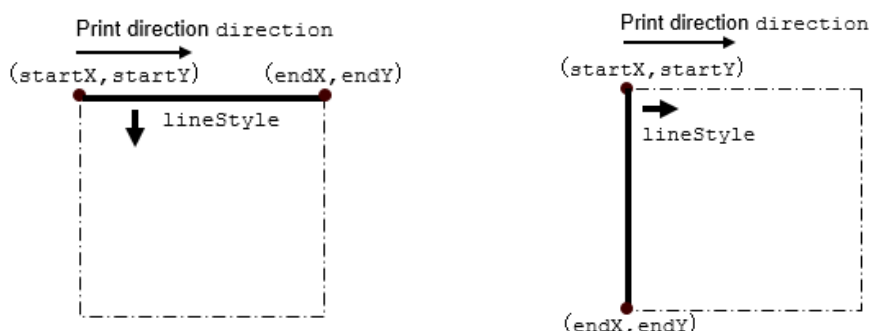 Print direction direction
(startX,startY) (endX,endY)
lineStyle
Print direction direction
(startX,startY)
lineStyle
(endX,endY)